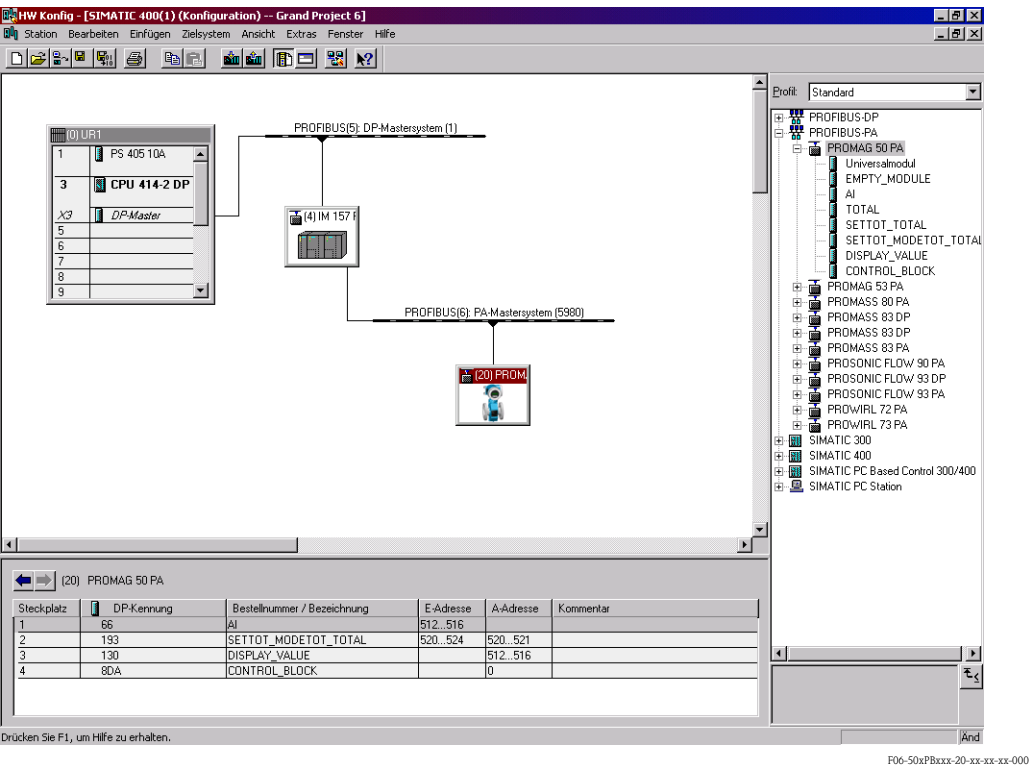 HW Konfig - [SIMATIC 400(1) (Konfiguration) -- Grand Project 6]
Station Bearbeiten Einfügen Zielsystem Ansicht Extras Fenster Hilfe
(0) UR1
1 PS 405 10A
3 CPU 414-2 DP
X3 DP-Master
5
6
7
8
9
PROFIBUS(5): DP-Mastersystem (1)
(4) IM 157 F
PROFIBUS(6): PA-Mastersystem (5980)
(20) PROM
Profil: Standard
PROFIBUS-DP
PROFIBUS-PA
PROMAG 50 PA
Universalmodul
EMPTY_MODULE
AI
TOTAL
SETTOT_TOTAL
SETTOT_MODETOT_TOTAL
DISPLAY_VALUE
CONTROL_BLOCK
PROMAG 53 PA
PROMASS 80 PA
PROMASS 83 DP
PROMASS 83 DP
PROMASS 83 PA
PROSONIC FLOW 90 PA
PROSONIC FLOW 93 DP
PROSONIC FLOW 93 PA
PROWIRL 72 PA
PROWIRL 73 PA
SIMATIC 300
SIMATIC 400
SIMATIC PC Based Control 300/400
SIMATIC PC Station
(20) PROMAG 50 PA
Steckplatz DP-Kennung Bestellnummer / Bezeichnung E-Adresse A-Adresse Kommentar
1 66 AI 512...516
2 193 SETTOT_MODETOT_TOTAL 520...524 520...521
3 130 DISPLAY_VALUE 512...516
4 8DA CONTROL_BLOCK 0
Drücken Sie F1, um Hilfe zu erhalten.
Änd
F06-50xPBxxx-20-xx-xx-xx-000